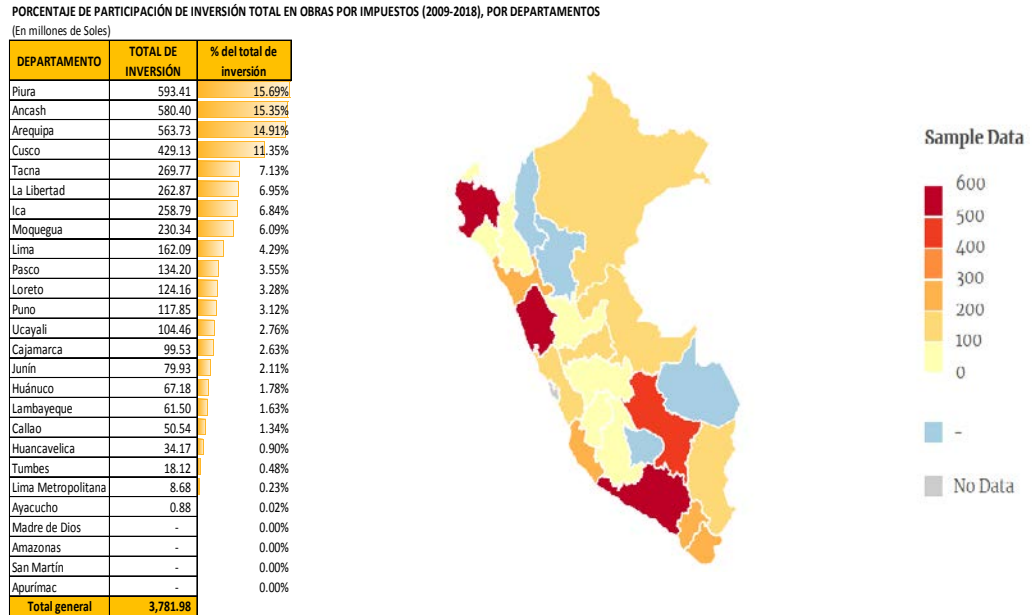 PORCENTAJE DE PARTICIPACIÓN DE INVERSIÓN TOTAL EN OBRAS POR IMPUESTOS (2009-2018), POR DEPARTAMENTOS
(En millones de Soles)
DEPARTAMENTO TOTAL DE INVERSIÓN % del total de inversión
Piura 593.41 15.69%
Ancash 580.40 15.35%
Arequipa 563.73 14.91%
Cusco 429.13 11.35%
Tacna 269.77 7.13%
La Libertad 262.87 6.95%
Ica 258.79 6.84%
Moquegua 230.34 6.09%
Lima 162.09 4.29%
Pasco 134.20 3.55%
Loreto 124.16 3.28%
Puno 117.85 3.12%
Ucayali 104.46 2.76%
Cajamarca 99.53 2.63%
Junín 79.93 2.11%
Huánuco 67.18 1.78%
Lambayeque 61.50 1.63%
Callao 50.54 1.34%
Huancavelica 34.17 0.90%
Tumbes 18.12 0.48%
Lima Metropolitana 8.68 0.23%
Ayacucho 0.88 0.02%
Madre de Dios - 0.00%
Amazonas - 0.00%
San Martín - 0.00%
Apurímac - 0.00%
Total general 3,781.98
Sample Data
600
500
400
300
200
100
0
-
No Data